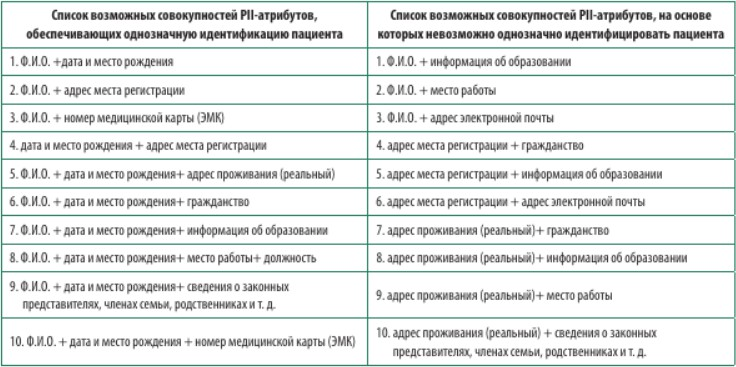 Список возможных совокупностей PII-атрибутов,
обеспечивающих однозначную идентификацию пациента
Список возможных совокупностей PII-атрибутов, на основе
которых невозможно однозначно идентифицировать пациента
1. Ф.И.О. +дата и место рождения
1. Ф.И.О. + информация об образовании
2. Ф.И.О. + адрес места регистрации
2. Ф.И.О. + место работы
3. Ф.И.О. + номер медицинской карты (ЭМК)
3. Ф.И.О. + адрес электронной почты
4. дата и место рождения + адрес места регистрации
4. адрес места регистрации + гражданство
5. Ф.И.О. + дата и место рождения+ адрес проживания (реальный)
5. адрес места регистрации + информация об образовании
6. Ф.И.О. + дата и место рождения+ гражданство
6. адрес места регистрации + адрес электронной почты
7. Ф.И.О. + дата и место рождения+ информация об образовании
7. адрес проживания (реальный)+ гражданство
8. Ф.И.О. + дата и место рождения+ место работы+ должность
8. адрес проживания (реальный)+ информация об образовании
9. Ф.И.О. + дата и место рождения+ сведения о законных
представителях, членах семьи, родственниках и т. д.
9. адрес проживания (реальный)+ место работы
10. Ф.И.О. + дата и место рождения + номер медицинской карты (ЭМК)
10. адрес проживания (реальный) + сведения о законных
представителях, членах семьи, родственниках и т. д.